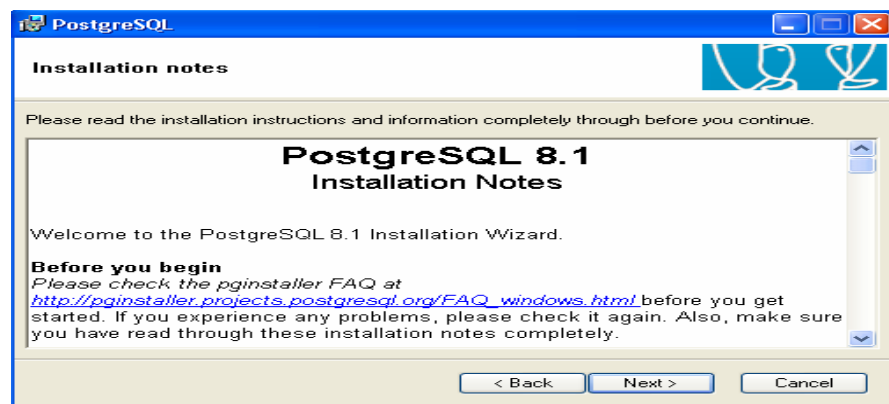 PostgreSQL
Installation notes
Please read the installation instructions and information completely through before you continue.
PostgreSQL 8.1
Installation Notes
Welcome to the PostgreSQL 8.1 Installation Wizard.
Before you begin
Please check the pginstaller FAQ at
http://pginstaller.projects.postgresql.org/FAQ_windows.html before you get
started. If you experience any problems, please check it again. Also, make sure
you have read through these installation notes completely.
< Back Next > Cancel